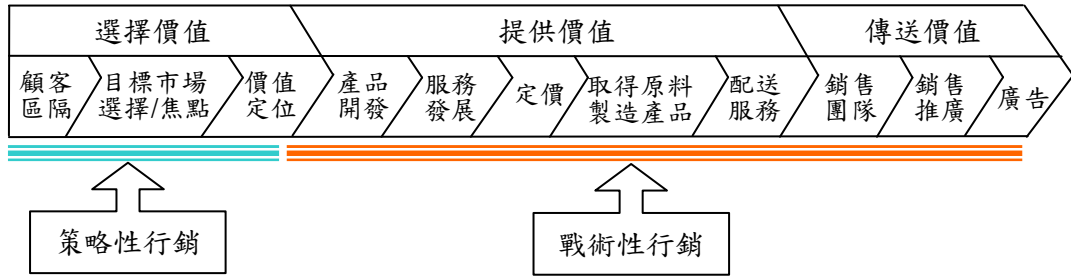 選擇價值
提供價值
傳送價值
顧客
區隔
目標市場
選擇/焦點
價值
定位
產品
開發
服務
發展
定價
取得原料
製造產品
配送
服務
銷售
團隊
銷售
推廣
廣告
策略性行銷
戰術性行銷